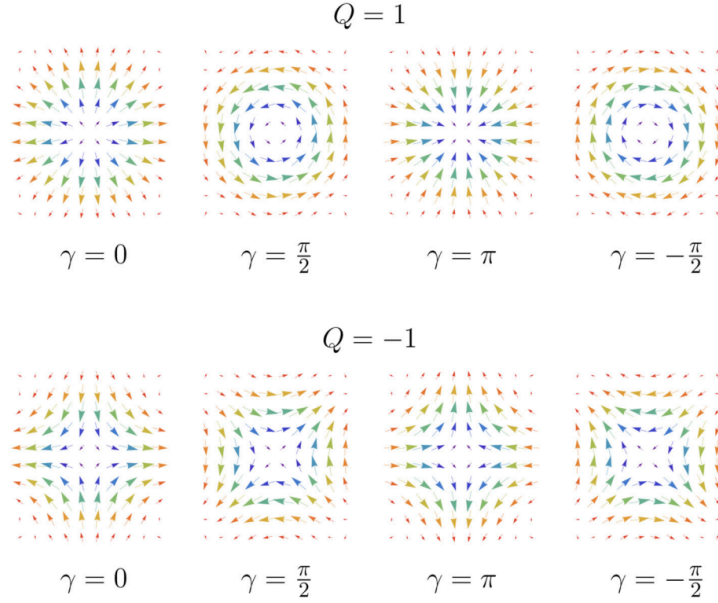 Q = 1
γ = 0
γ = π/2
γ = π
γ = −π/2
Q = −1
γ = 0
γ = π/2
γ = π
γ = −π/2